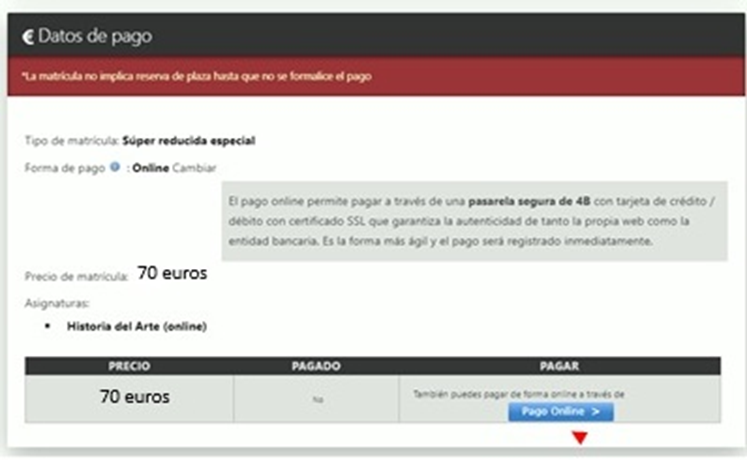 € Datos de pago
*La matrícula no implica reserva de plaza hasta que no se formalice el pago
Tipo de matrícula: Súper reducida especial
Forma de pago : Online Cambiar
El pago online permite pagar a través de una pasarela segura de 4B con tarjeta de crédito /
débito con certificado SSL que garantiza la autenticidad de tanto la propia web como la
entidad bancaria. Es la forma más ágil y el pago será registrado inmediatamente.
Precio de matrícula: 70 euros
Asignaturas:
• Historia del Arte (online)
PRECIO PAGADO PAGAR
También puedes pagar de forma online a través de
70 euros No
Pago Online >